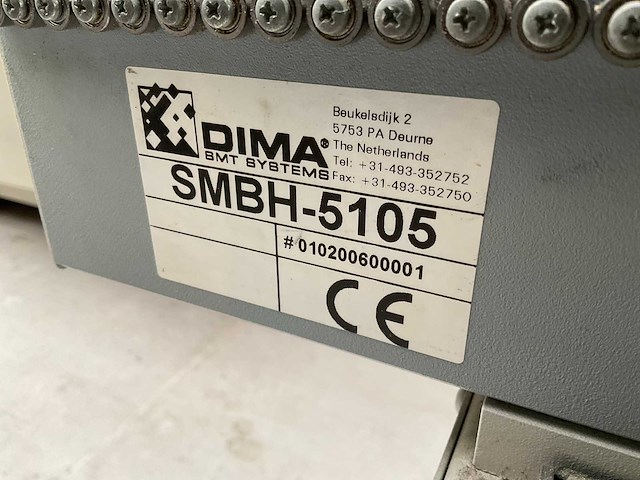 DIMA®
SMT SYSTEMS
Beukelsdijk 2
5753 PA Deurne
The Netherlands
Tel: +31-493-352752
Fax: +31-493-352750
SMBH-5105
# 010200600001
CE